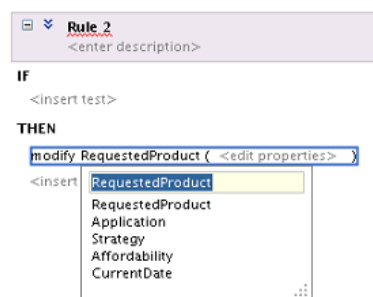 Rule 2
<enter description>
IF
<insert test>
THEN
modify RequestedProduct ( <edit properties> )
<insert
RequestedProduct
RequestedProduct
Application
Strategy
Affordability
CurrentDate